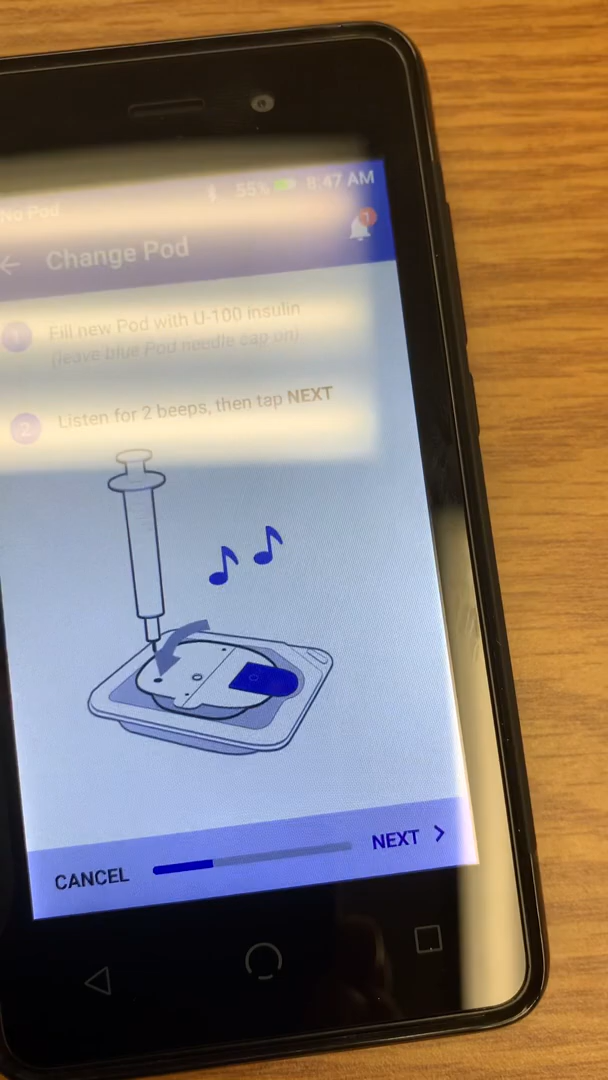 No Pod 55% 8:47 AM
Change Pod
1
1 Fill new Pod with U-100 insulin
(leave blue Pod needle cap on)
2 Listen for 2 beeps, then tap NEXT
CANCEL NEXT